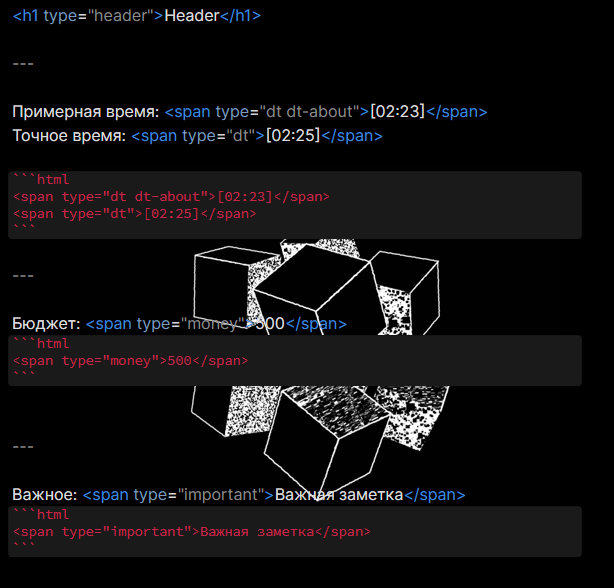 <h1 type="header">Header</h1>
---
Примерная время: <span type="dt dt-about">[02:23]</span>
Точное время: <span type="dt">[02:25]</span>
```html
<span type="dt dt-about">[02:23]</span>
<span type="dt">[02:25]</span>
```
---
Бюджет: <span type="money">500</span>
```html
<span type="money">500</span>
```
---
Важное: <span type="important">Важная заметка</span>
```html
<span type="important">Важная заметка</span>
```